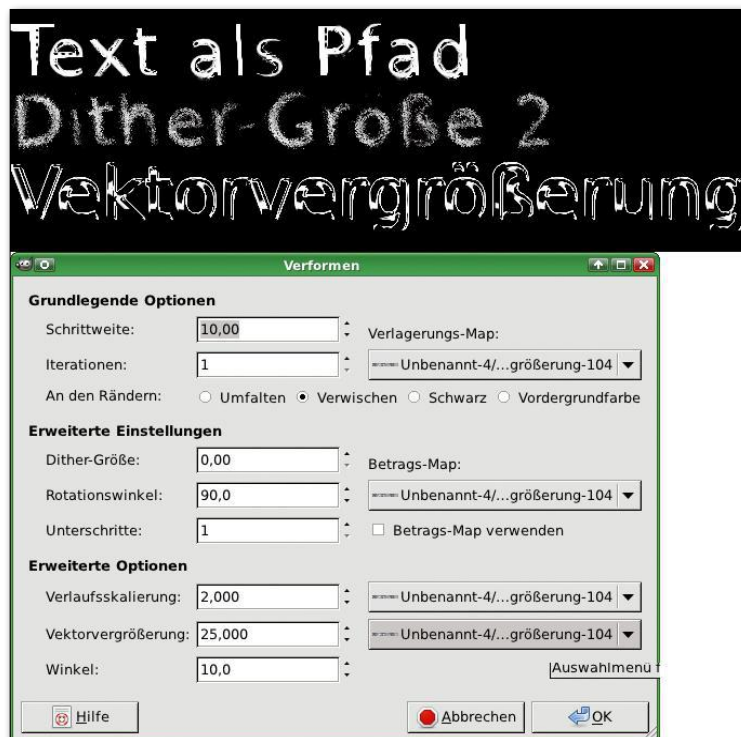 Text als Pfad
Dither-Größe 2
Vektorvergrößerung
Verformen
Grundlegende Optionen
Schrittweite: 10,00 Verlagerungs-Map:
Iterationen: 1 Unbenannt-4/...größerung-104
An den Rändern: Umfalten Verwischen Schwarz Vordergrundfarbe
Erweiterte Einstellungen
Dither-Größe: 0,00 Betrags-Map:
Rotationswinkel: 90,0 Unbenannt-4/...größerung-104
Unterschritte: 1 Betrags-Map verwenden
Erweiterte Optionen
Verlaufsskalierung: 2,000 Unbenannt-4/...größerung-104
Vektorvergrößerung: 25,000 Unbenannt-4/...größerung-104
Winkel: 10,0 Auswahlmenü f
Hilfe Abbrechen OK